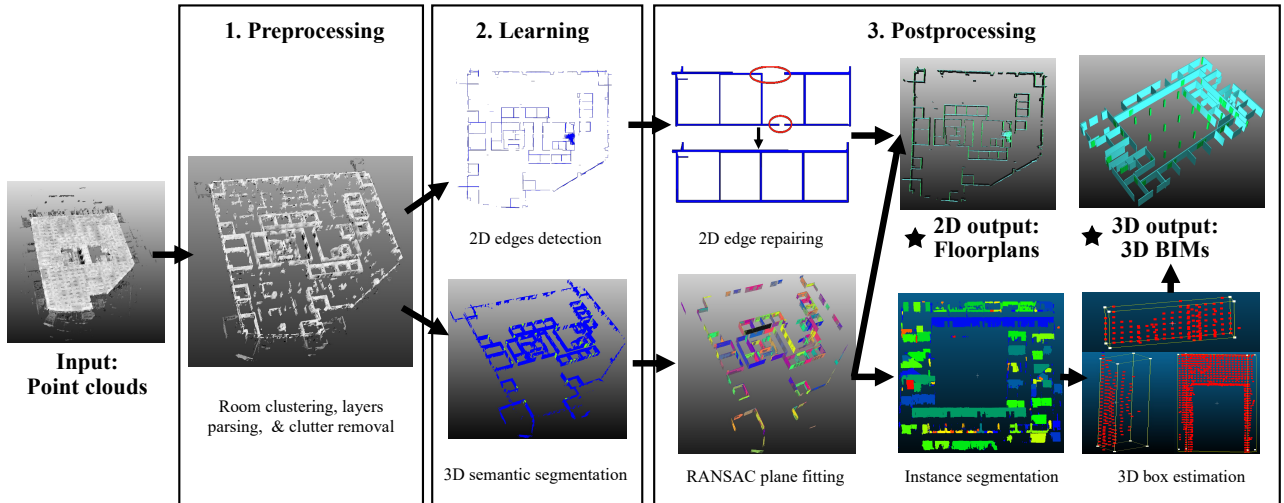 1. Preprocessing
2. Learning
3. Postprocessing
Input:
Point clouds
Room clustering, layers
parsing, & clutter removal
2D edges detection
3D semantic segmentation
2D edge repairing
2D output:
Floorplans
3D output:
3D BIMs
RANSAC plane fitting
Instance segmentation
3D box estimation